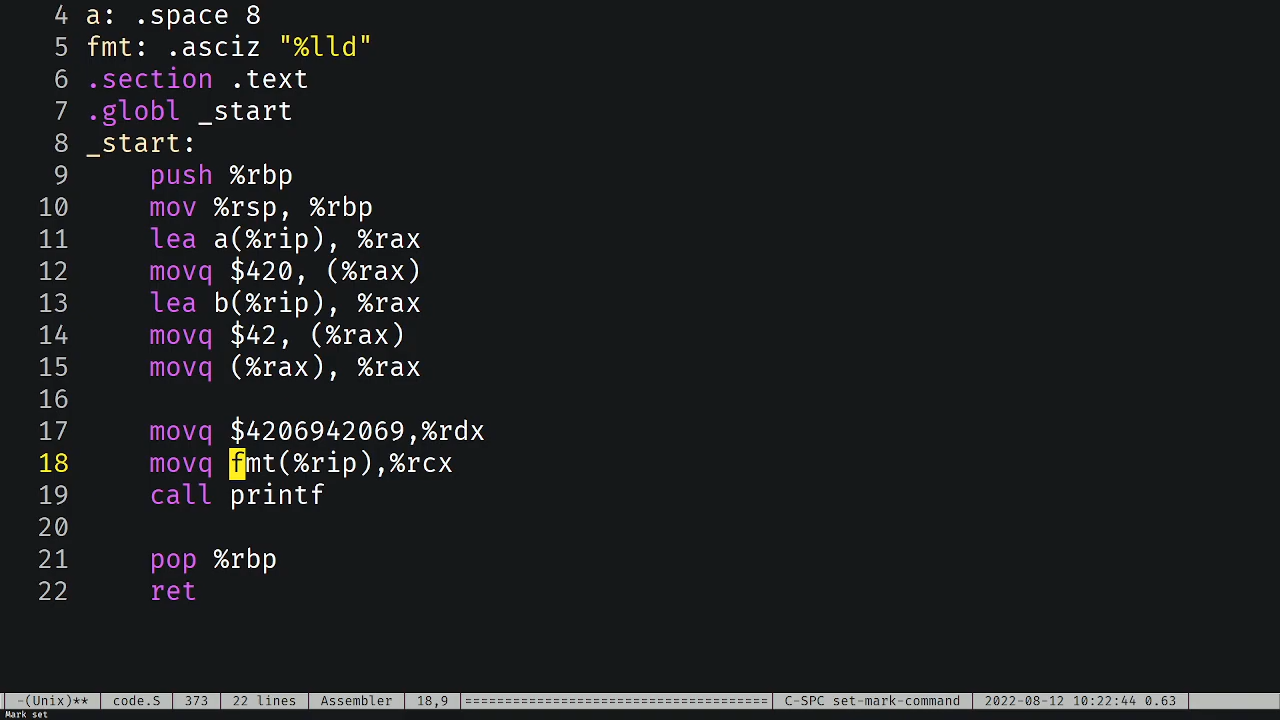 4 a: .space 8
5 fmt: .asciz "%lld"
6 .section .text
7 .globl _start
8 _start:
9 push %rbp
10 mov %rsp, %rbp
11 lea a(%rip), %rax
12 movq $420, (%rax)
13 lea b(%rip), %rax
14 movq $42, (%rax)
15 movq (%rax), %rax
16
17 movq $4206942069,%rdx
18 movq fmt(%rip),%rcx
19 call printf
20
21 pop %rbp
22 ret
-(Unix)** code.S 373 22 lines Assembler 18,9 ======================================= C-SPC set-mark-command 2022-08-12 10:22:44 0.63
Mark set